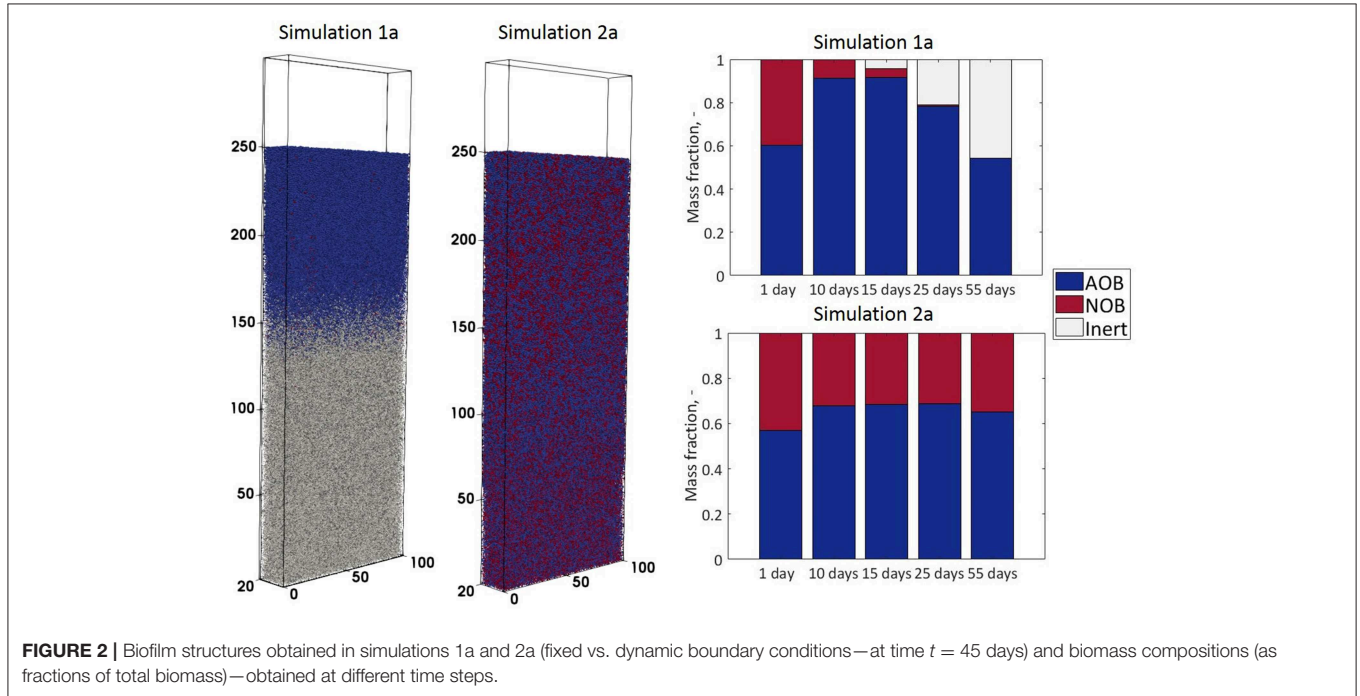 Simulation 1a
250
200
150
100
50
20
0
50
100
Simulation 2a
250
200
150
100
50
20
0
50
100
Simulation 1a
Mass fraction, -
1
0.8
0.6
0.4
0.2
0
1 day 10 days 15 days 25 days 55 days
Simulation 2a
Mass fraction, -
1
0.8
0.6
0.4
0.2
0
1 day 10 days 15 days 25 days 55 days
AOB
NOB
Inert
FIGURE 2 | Biofilm structures obtained in simulations 1a and 2a (fixed vs. dynamic boundary conditions—at time t = 45 days) and biomass compositions (as
fractions of total biomass)—obtained at different time steps.